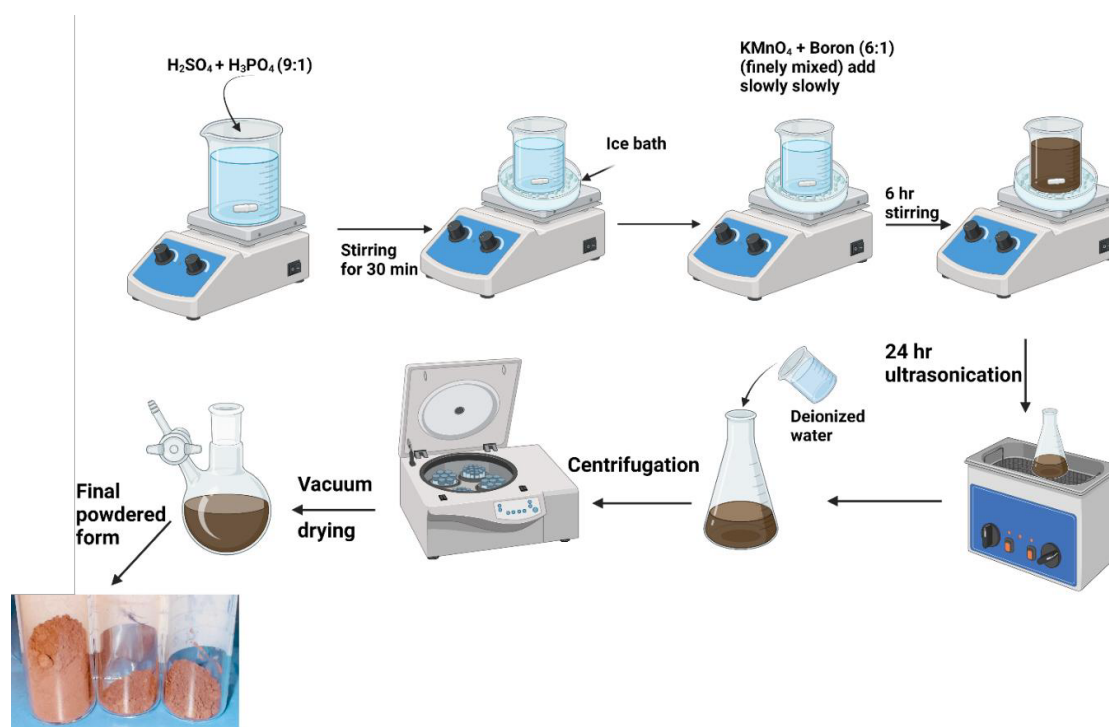 H₂SO₄ + H₃PO₄ (9:1)
KMnO₄ + Boron (6:1)
(finely mixed) add
slowly slowly
Ice bath
Stirring
for 30 min
6 hr
stirring
24 hr
ultrasonication
Deionized
water
Centrifugation
Vacuum
drying
Final
powdered
form